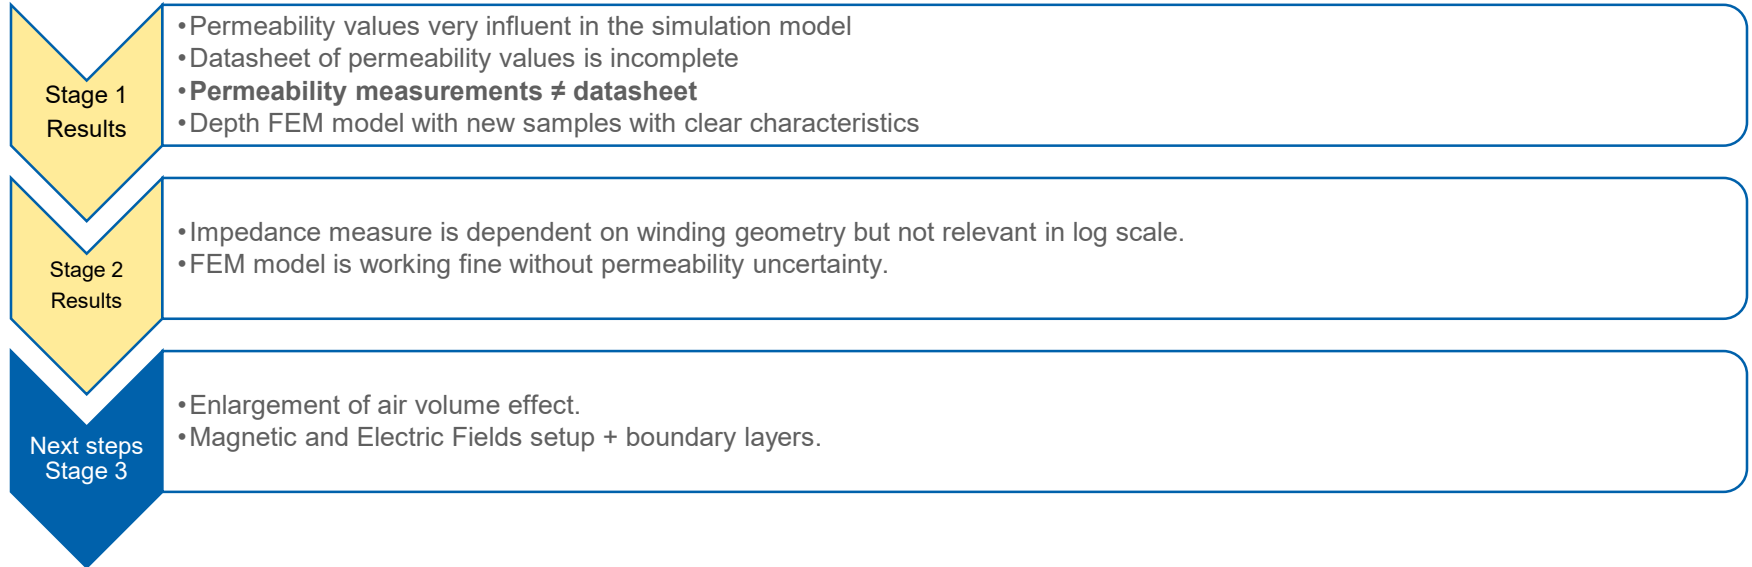 Stage 1
Results
•Permeability values very influent in the simulation model
•Datasheet of permeability values is incomplete
•Permeability measurements ≠ datasheet
•Depth FEM model with new samples with clear characteristics
Stage 2
Results
•Impedance measure is dependent on winding geometry but not relevant in log scale.
•FEM model is working fine without permeability uncertainty.
Next steps
Stage 3
•Enlargement of air volume effect.
•Magnetic and Electric Fields setup + boundary layers.